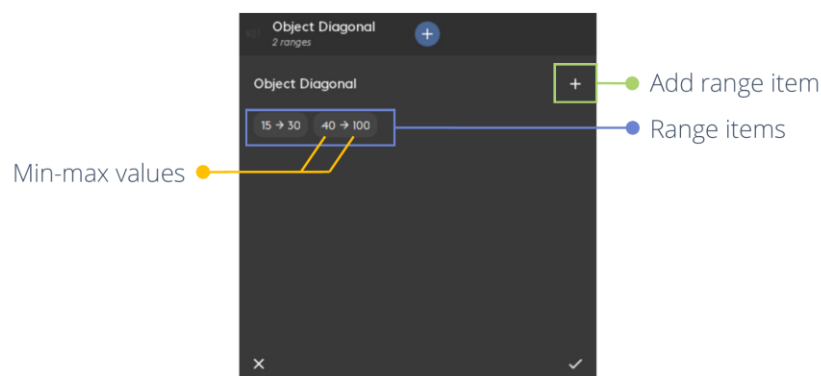 Object Diagonal
2 ranges
Object Diagonal
Add range item
15 → 30 40 → 100
Range items
Min-max values